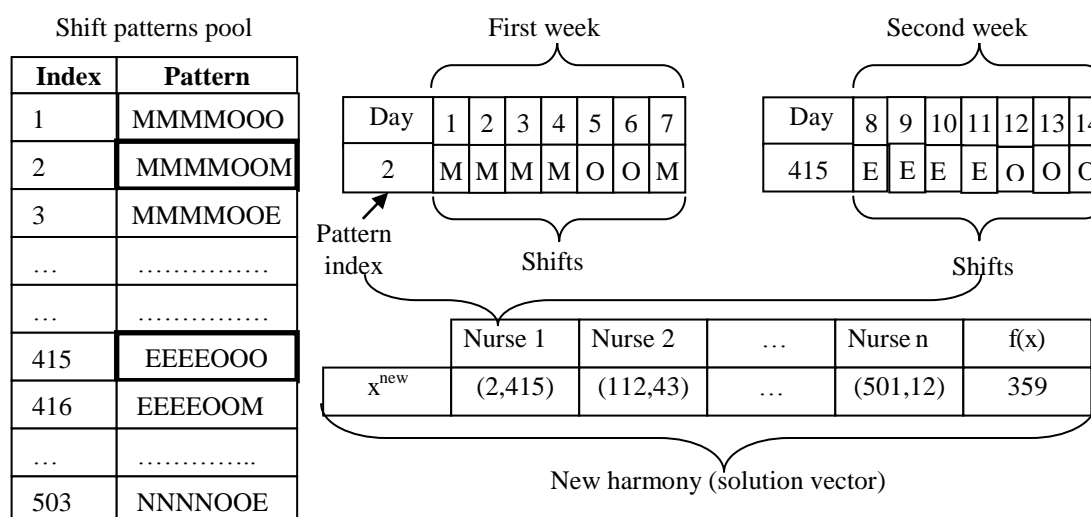 Shift patterns pool
Index Pattern
1 MMMMOOO
2 MMMMOOM
3 MMMMOOE
… ……………
… ……………
415 EEEEOOO
416 EEEEOOM
… …………..
503 NNNNOOE
First week
Day 1 2 3 4 5 6 7
2 M M M M O O M
Pattern index
Shifts
Second week
Day 8 9 10 11 12 13 14
415 E E E E O O O
Shifts
Nurse 1 Nurse 2 … Nurse n f(x)
x^new (2,415) (112,43) … (501,12) 359
New harmony (solution vector)